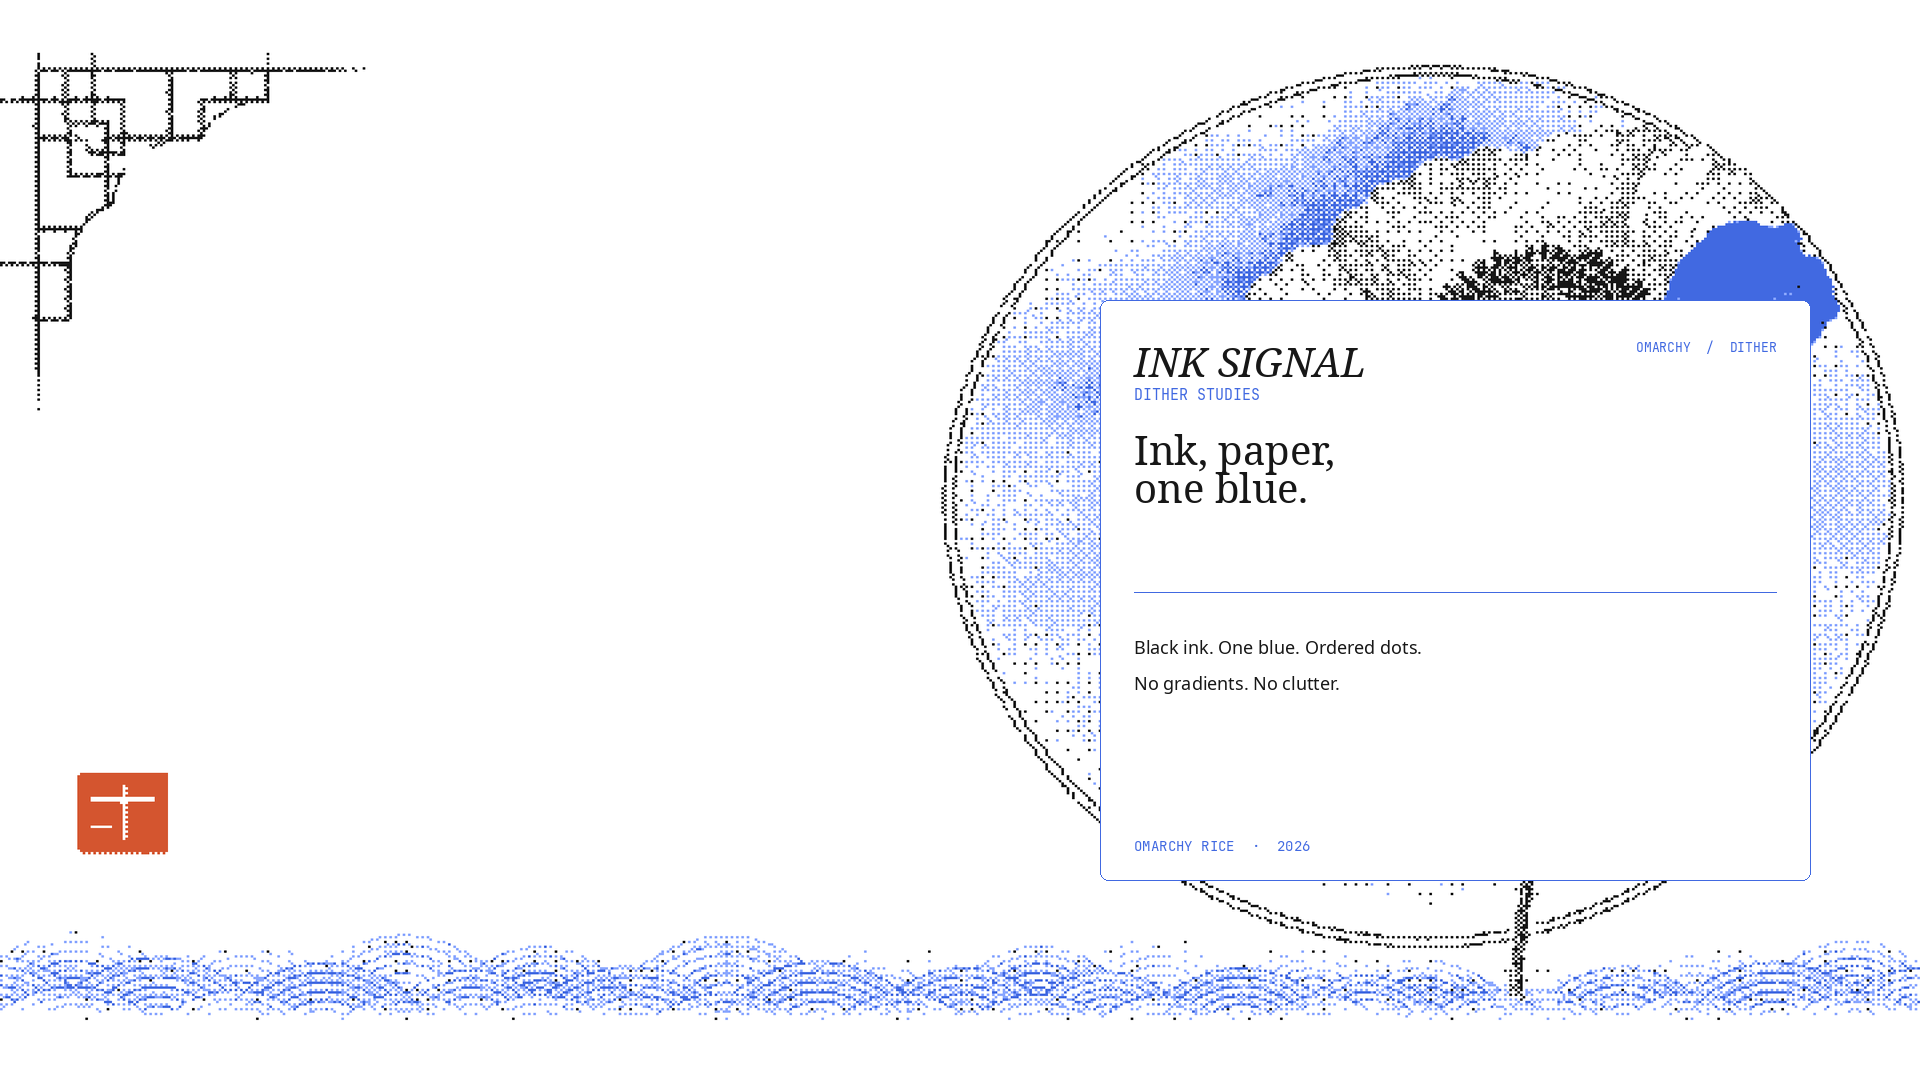 INK SIGNAL
OMARCHY / DITHER
DITHER STUDIES
Ink, paper,
one blue.
Black ink. One blue. Ordered dots.
No gradients. No clutter.
OMARCHY RICE · 2026